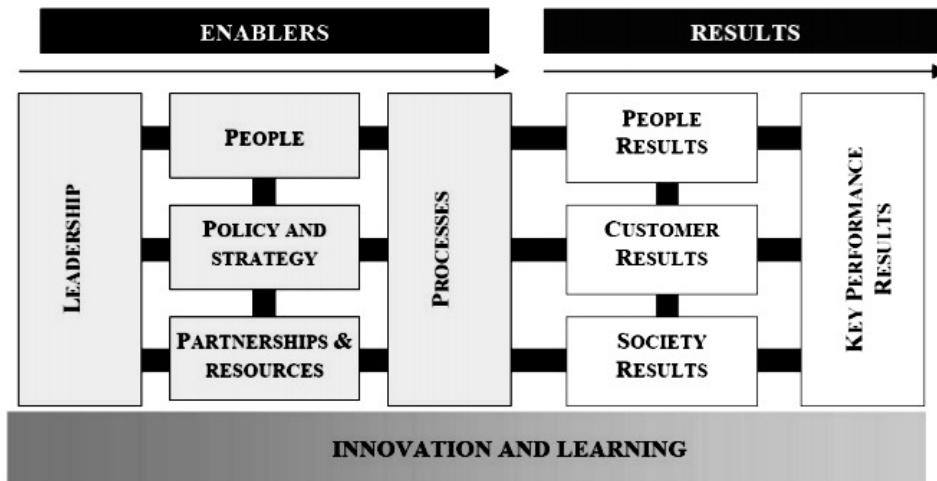 ENABLERS
RESULTS
LEADERSHIP
PEOPLE
POLICY AND
STRATEGY
PARTNERSHIPS &
RESOURCES
PROCESSES
PEOPLE
RESULTS
CUSTOMER
RESULTS
SOCIETY
RESULTS
KEY PERFORMANCE
RESULTS
INNOVATION AND LEARNING